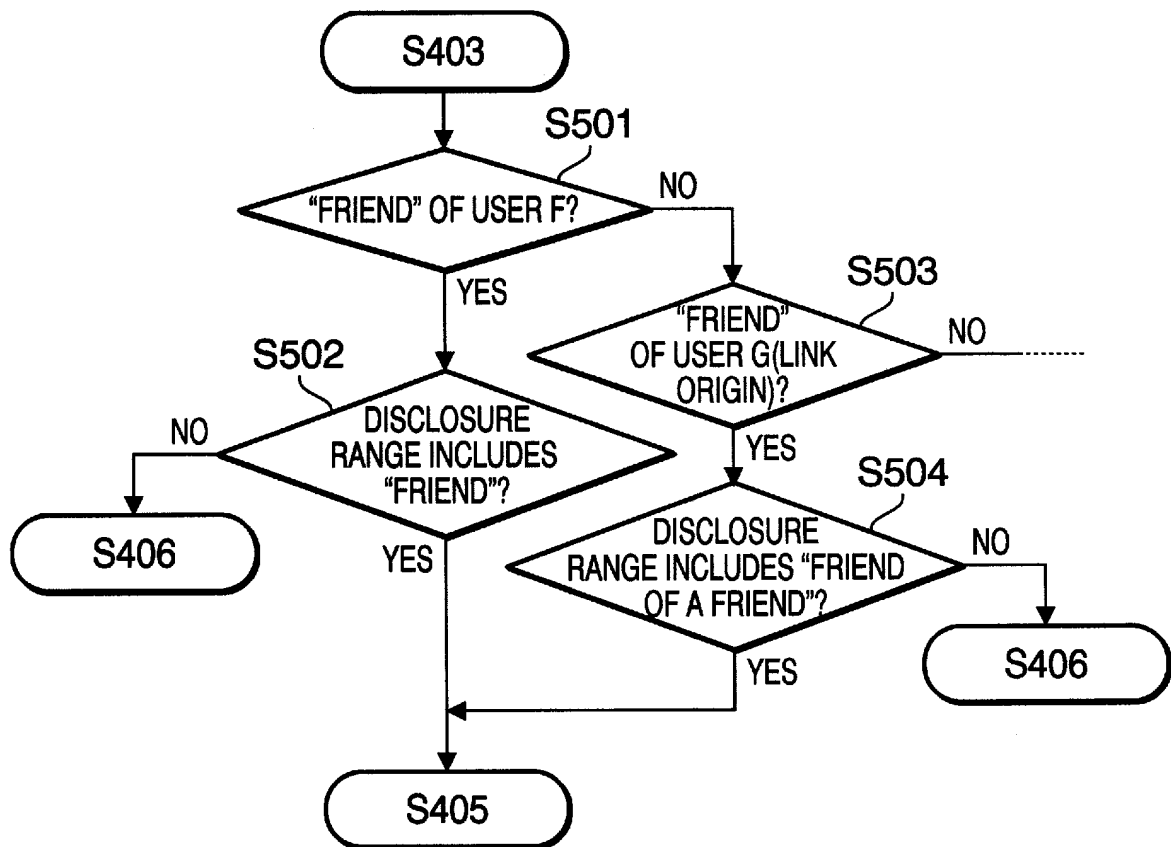 S403
S501
“FRIEND” OF USER F?
NO
YES
S503
“FRIEND”
OF USER G(LINK
ORIGIN)?
NO
YES
S502
DISCLOSURE
RANGE INCLUDES
“FRIEND”?
NO
YES
S406
S504
DISCLOSURE
RANGE INCLUDES “FRIEND
OF A FRIEND”?
NO
YES
S406
S405